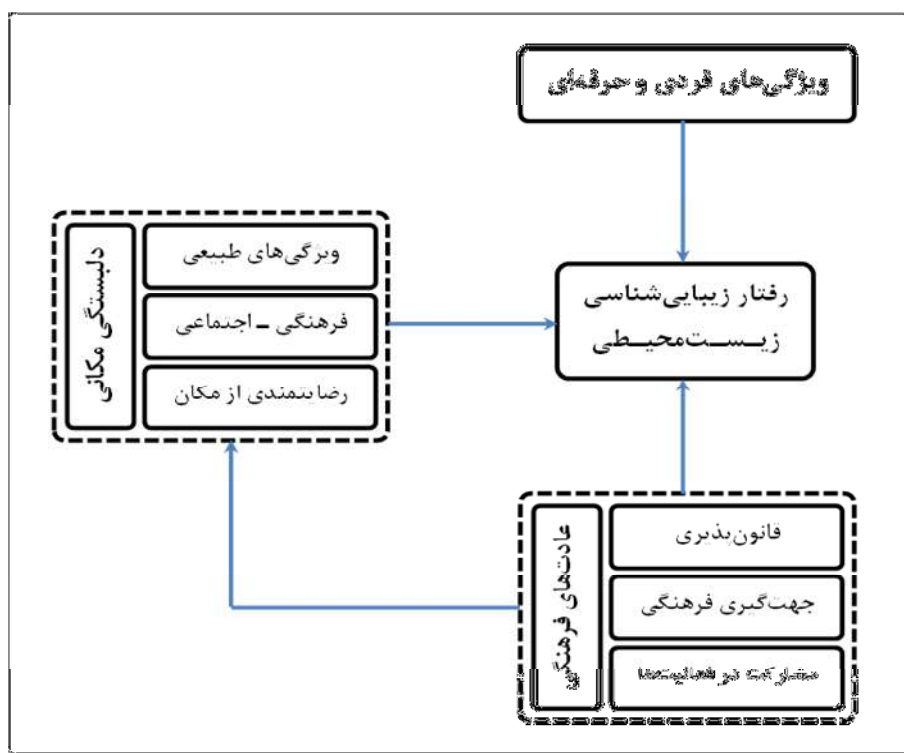 ویژگی‌های فردی و حرفه‌ای
دلبستگی مکانی
ویژگی‌های طبیعی
فرهنگی – اجتماعی
رضایتمندی از مکان
رفتار زیبایی‌شناسی
زیست‌محیطی
عادت‌های فرهنگی
قانون‌پذیری
جهت‌گیری فرهنگی
مشارکت در فعالیت‌ها